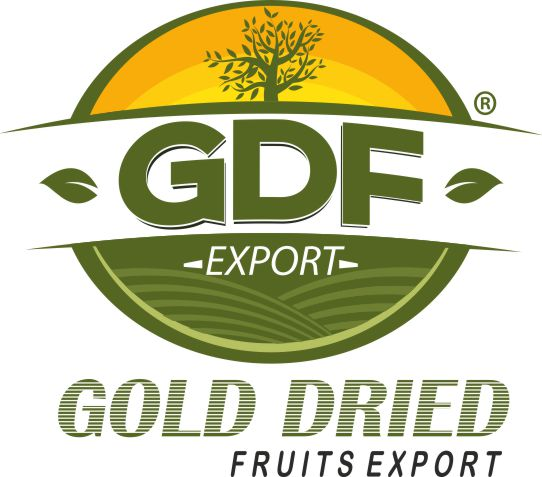 ®
GDF
-EXPORT-
GOLD DRIED
FRUITS EXPORT